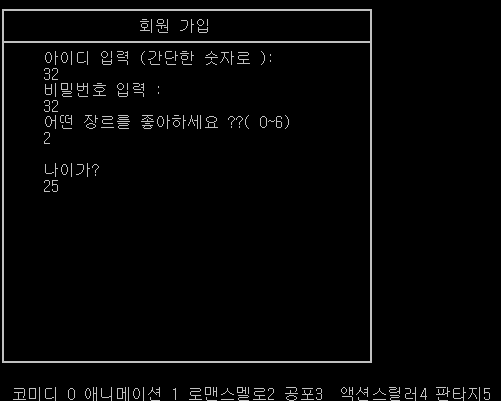 회원 가입
아이디 입력 (간단한 숫자로 ):
32
비밀번호 입력 :
32
어떤 장르를 좋아하세요 ??( 0~6)
2
나이가?
25
코미디 0 애니메이션 1 로맨스멜로2 공포3 액션스릴러4 판타지5